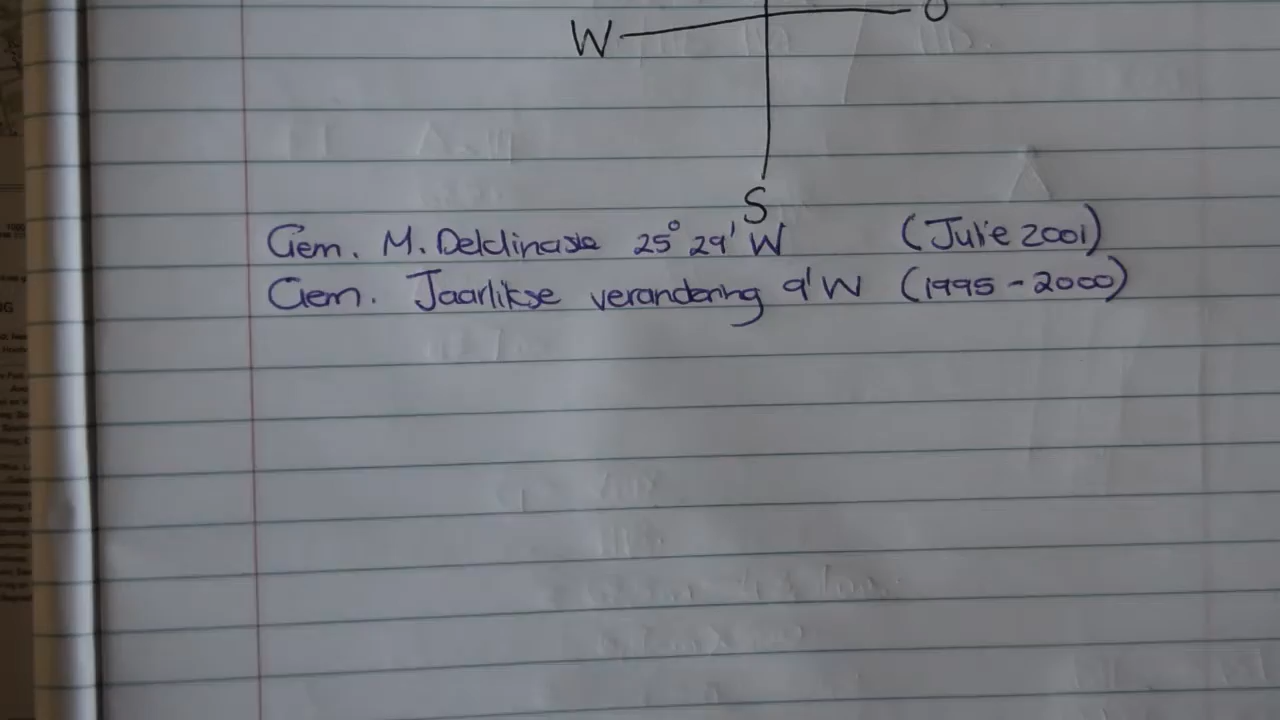 W O
S
Gem. M. Deklinasie 25° 29' W (Julie 2001)
Gem. Jaarlikse verandering 9' W (1995 - 2000)